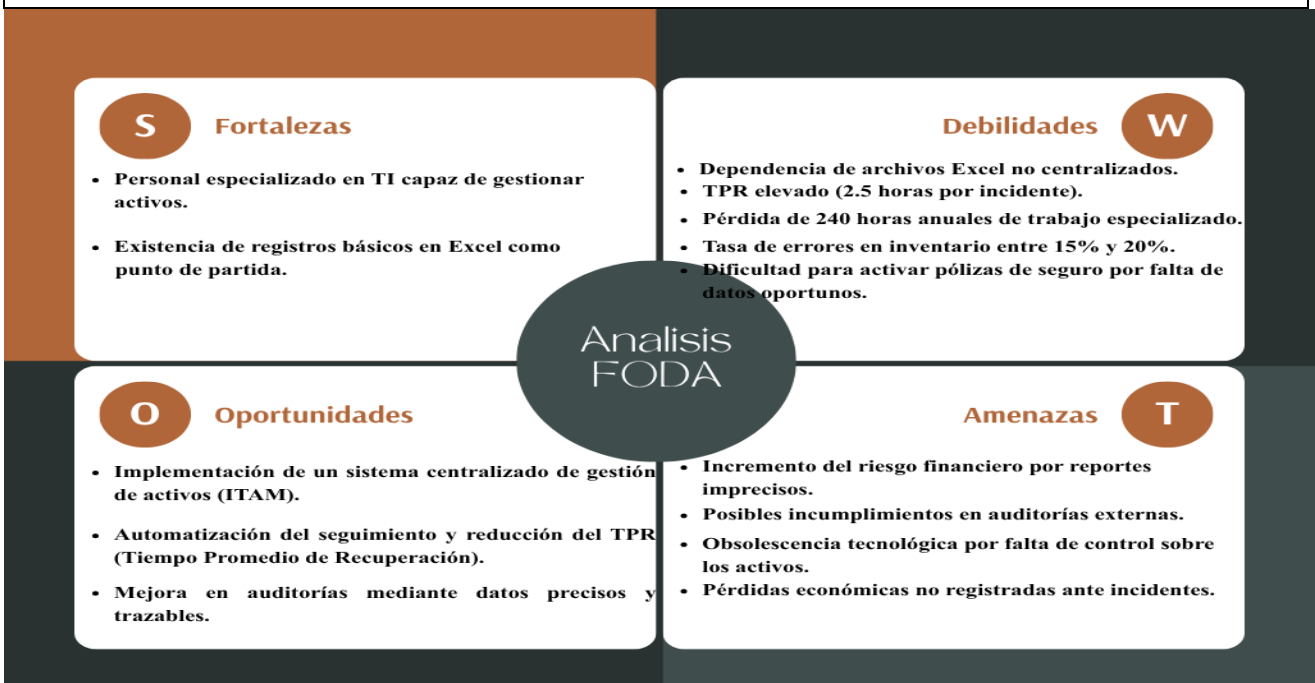 S
Fortalezas
• Personal especializado en TI capaz de gestionar
activos.
• Existencia de registros básicos en Excel como
punto de partida.
Debilidades
W
• Dependencia de archivos Excel no centralizados.
• TPR elevado (2.5 horas por incidente).
• Pérdida de 240 horas anuales de trabajo especializado.
• Tasa de errores en inventario entre 15% y 20%.
• Dificultad para activar pólizas de seguro por falta de
datos oportunos.
Analisis
FODA
O
Oportunidades
• Implementación de un sistema centralizado de gestión
de activos (ITAM).
• Automatización del seguimiento y reducción del TPR
(Tiempo Promedio de Recuperación).
• Mejora en auditorías mediante datos precisos y
trazables.
Amenazas
T
• Incremento del riesgo financiero por reportes
imprecisos.
• Posibles incumplimientos en auditorías externas.
• Obsolescencia tecnológica por falta de control sobre
los activos.
• Pérdidas económicas no registradas ante incidentes.